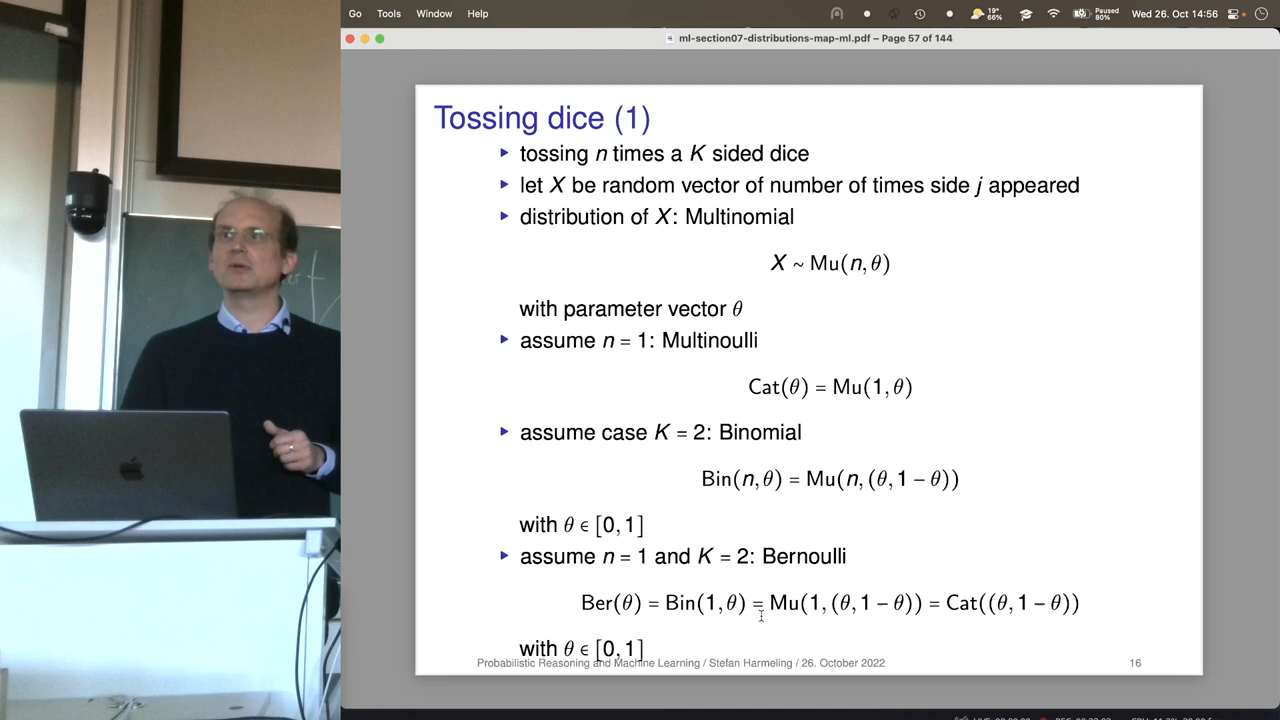 Go Tools Window Help
19° 66% Paused 80% Wed 26. Oct 14:56
ml-section07-distributions-map-ml.pdf – Page 57 of 144
Tossing dice (1)
tossing n times a K sided dice
let X be random vector of number of times side j appeared
distribution of X: Multinomial
X ~ Mu(n, θ)
with parameter vector θ
assume n = 1: Multinoulli
Cat(θ) = Mu(1, θ)
assume case K = 2: Binomial
Bin(n, θ) = Mu(n, (θ, 1 − θ))
with θ ∈ [0, 1]
assume n = 1 and K = 2: Bernoulli
Ber(θ) = Bin(1, θ) = Mu(1, (θ, 1 − θ)) = Cat((θ, 1 − θ))
with θ ∈ [0, 1]
Probabilistic Reasoning and Machine Learning / Stefan Harmeling / 26. October 2022 16